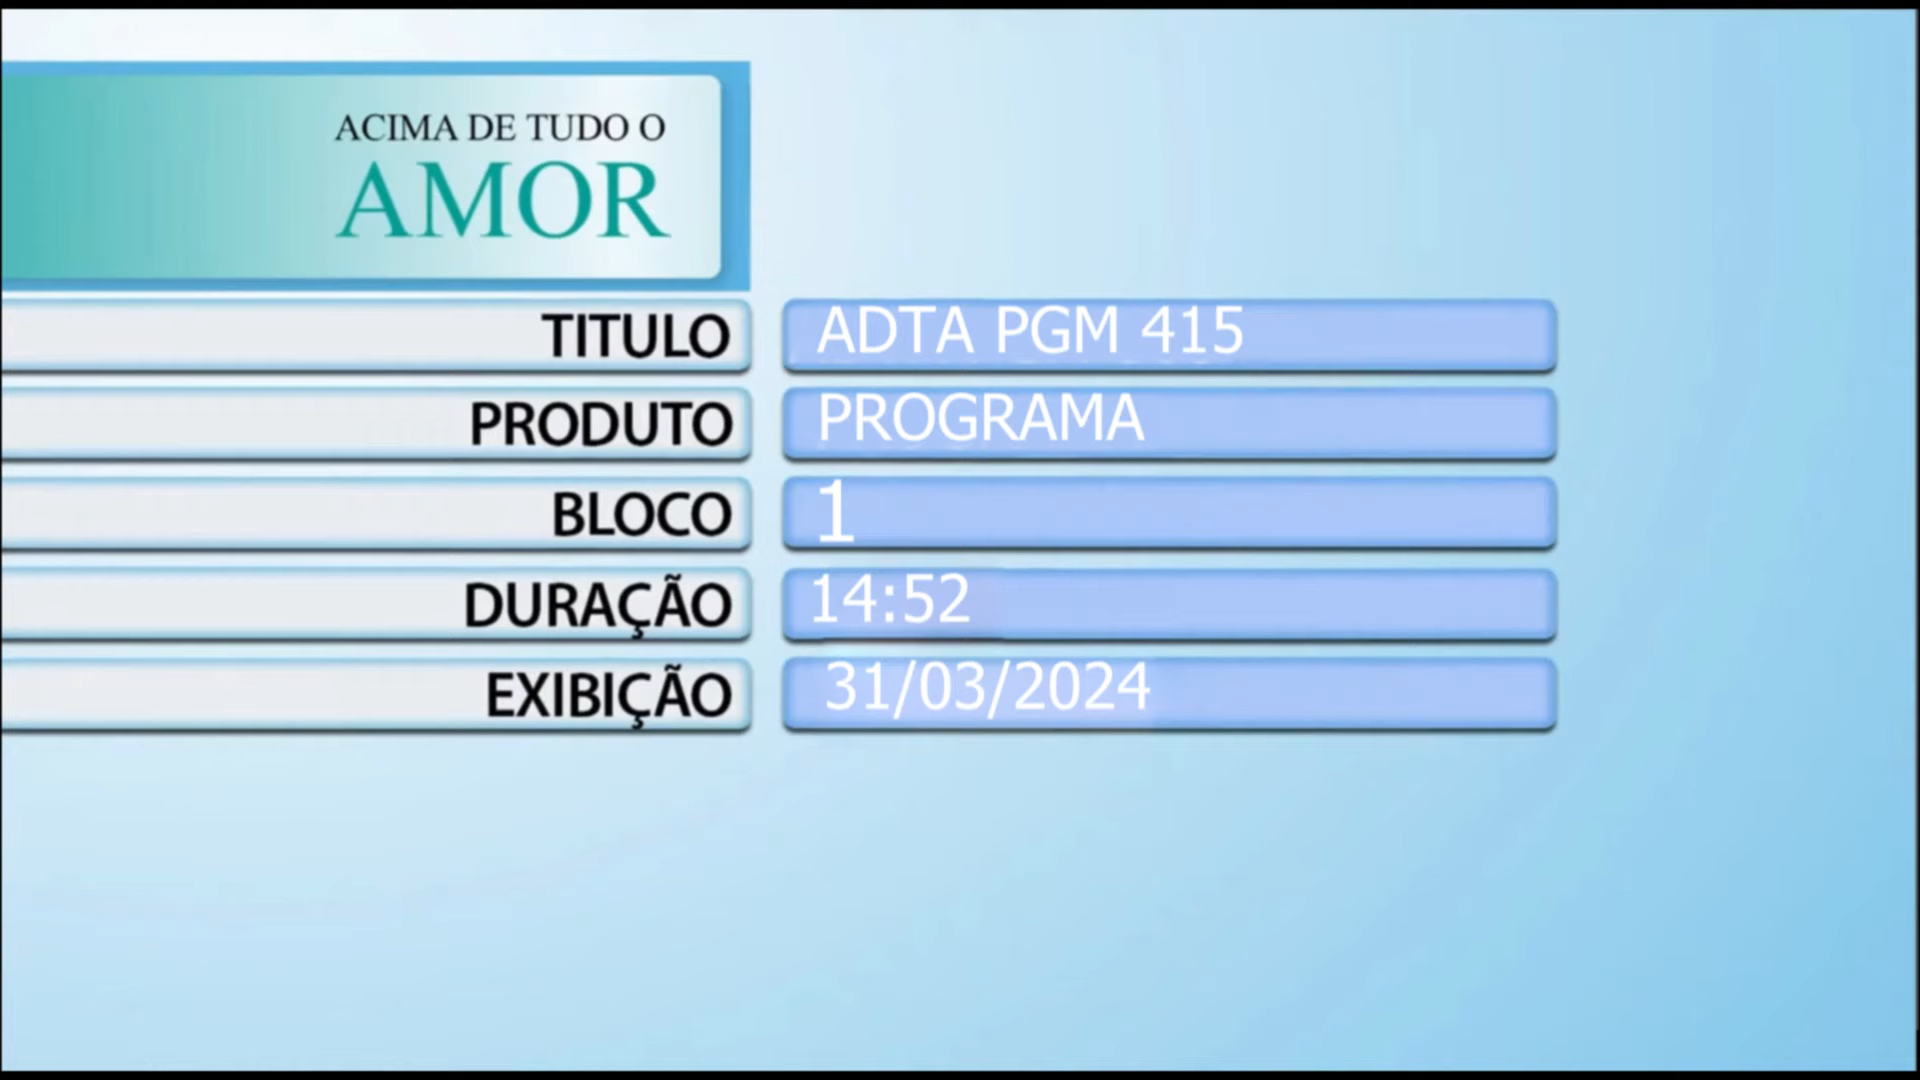 ACIMA DE TUDO O
AMOR
TITULO ADTA PGM 415
PRODUTO PROGRAMA
BLOCO 1
DURAÇÃO 14:52
EXIBIÇÃO 31/03/2024